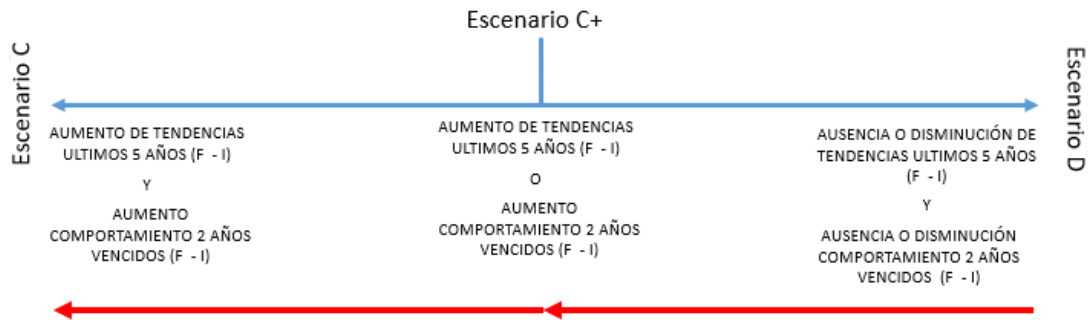 Escenario C+
Escenario C
Escenario D
AUMENTO DE TENDENCIAS
ULTIMOS 5 AÑOS (F - I)
Y
AUMENTO
COMPORTAMIENTO 2 AÑOS
VENCIDOS (F - I)
AUMENTO DE TENDENCIAS
ULTIMOS 5 AÑOS (F - I)
O
AUMENTO
COMPORTAMIENTO 2 AÑOS
VENCIDOS (F - I)
AUSENCIA O DISMINUCIÓN DE
TENDENCIAS ULTIMOS 5 AÑOS
(F - I)
Y
AUSENCIA O DISMINUCIÓN
COMPORTAMIENTO 2 AÑOS
VENCIDOS (F - I)